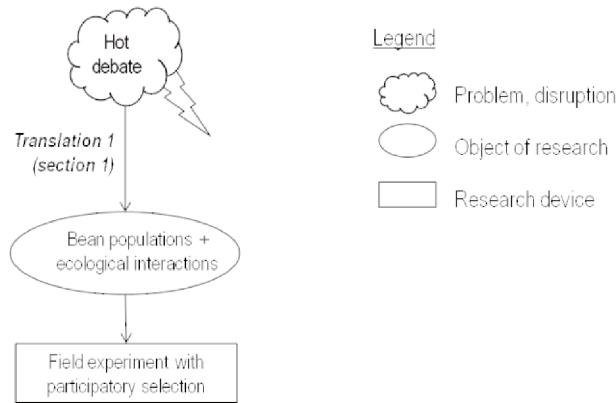 Hot
debate
Translation 1
(section 1)
Bean populations +
ecological interactions
Field experiment with
participatory selection
Legend
Problem, disruption
Object of research
Research device